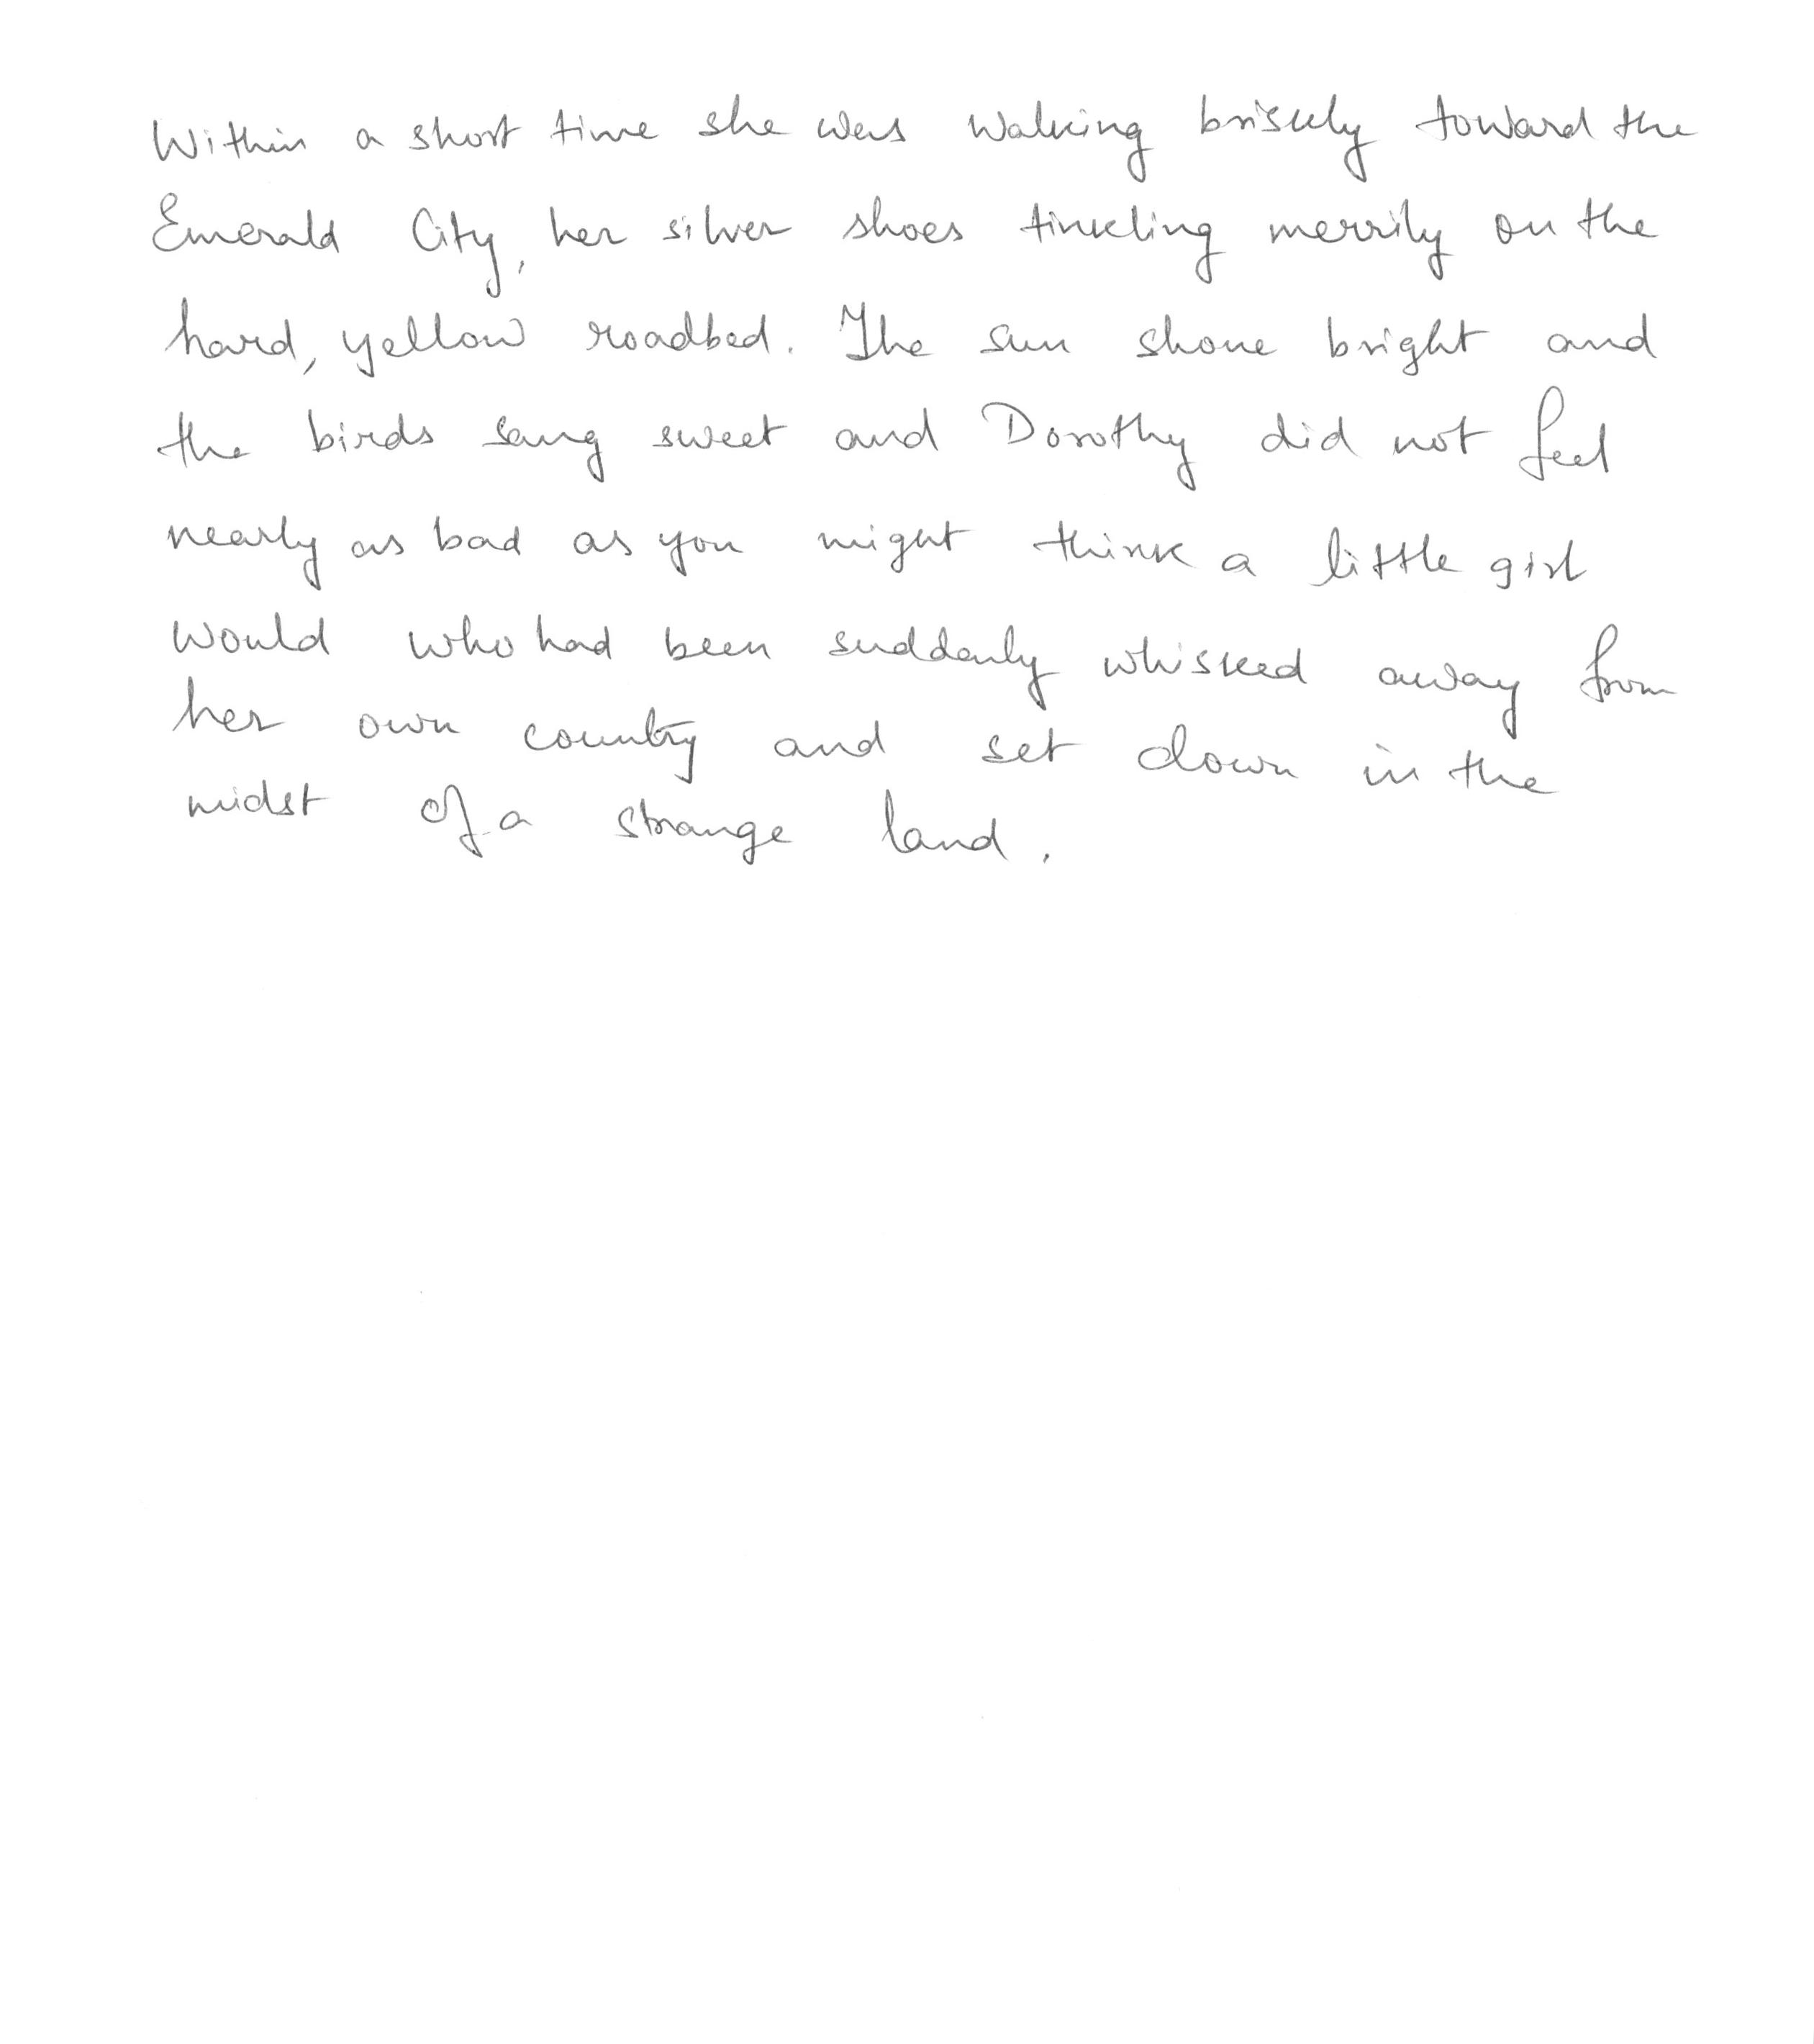 Within a short time she was walking briskly toward the
Emerald City, her silver shoes tinkling merrily on the
hard, yellow roadbed. The sun shone bright and
the birds sang sweet and Dorothy did not feel
nearly as bad as you might think a little girl
would who had been suddenly whisked away from
her own country and set down in the
midst of a strange land.